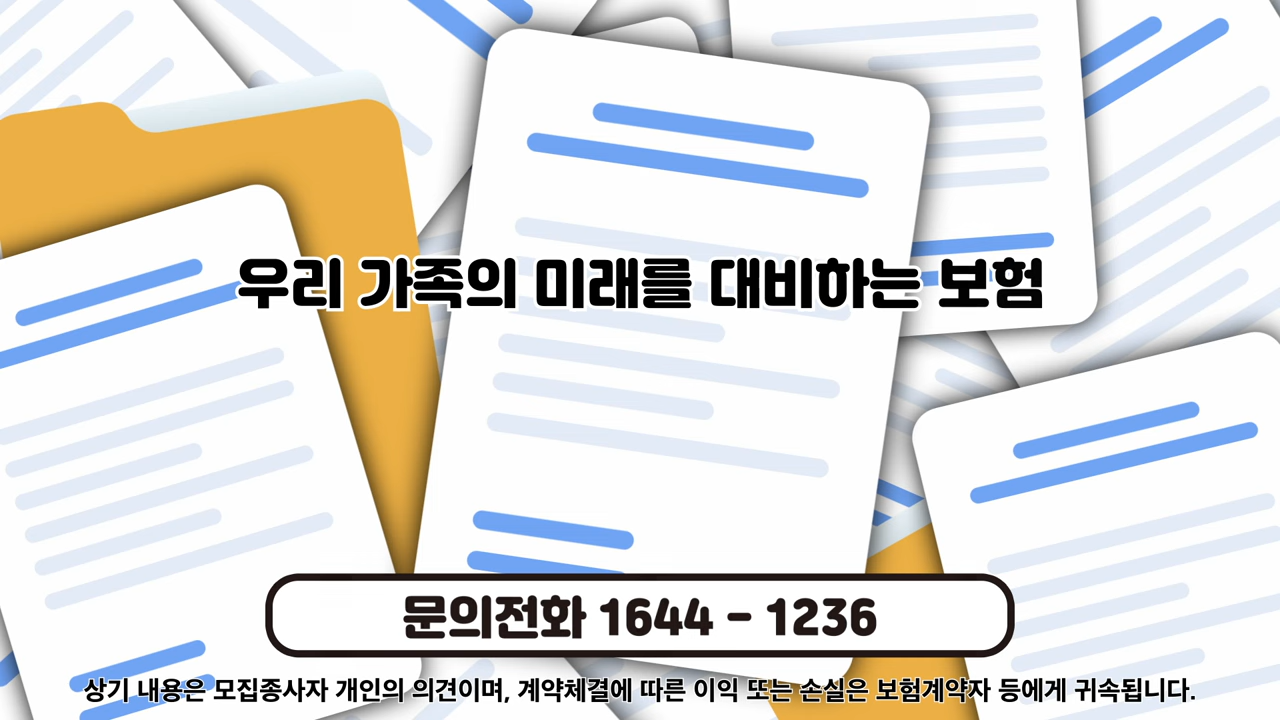 우리 가족의 미래를 대비하는 보험
문의전화 1644 - 1236
상기 내용은 모집종사자 개인의 의견이며, 계약체결에 따른 이익 또는 손실은 보험계약자 등에게 귀속됩니다.